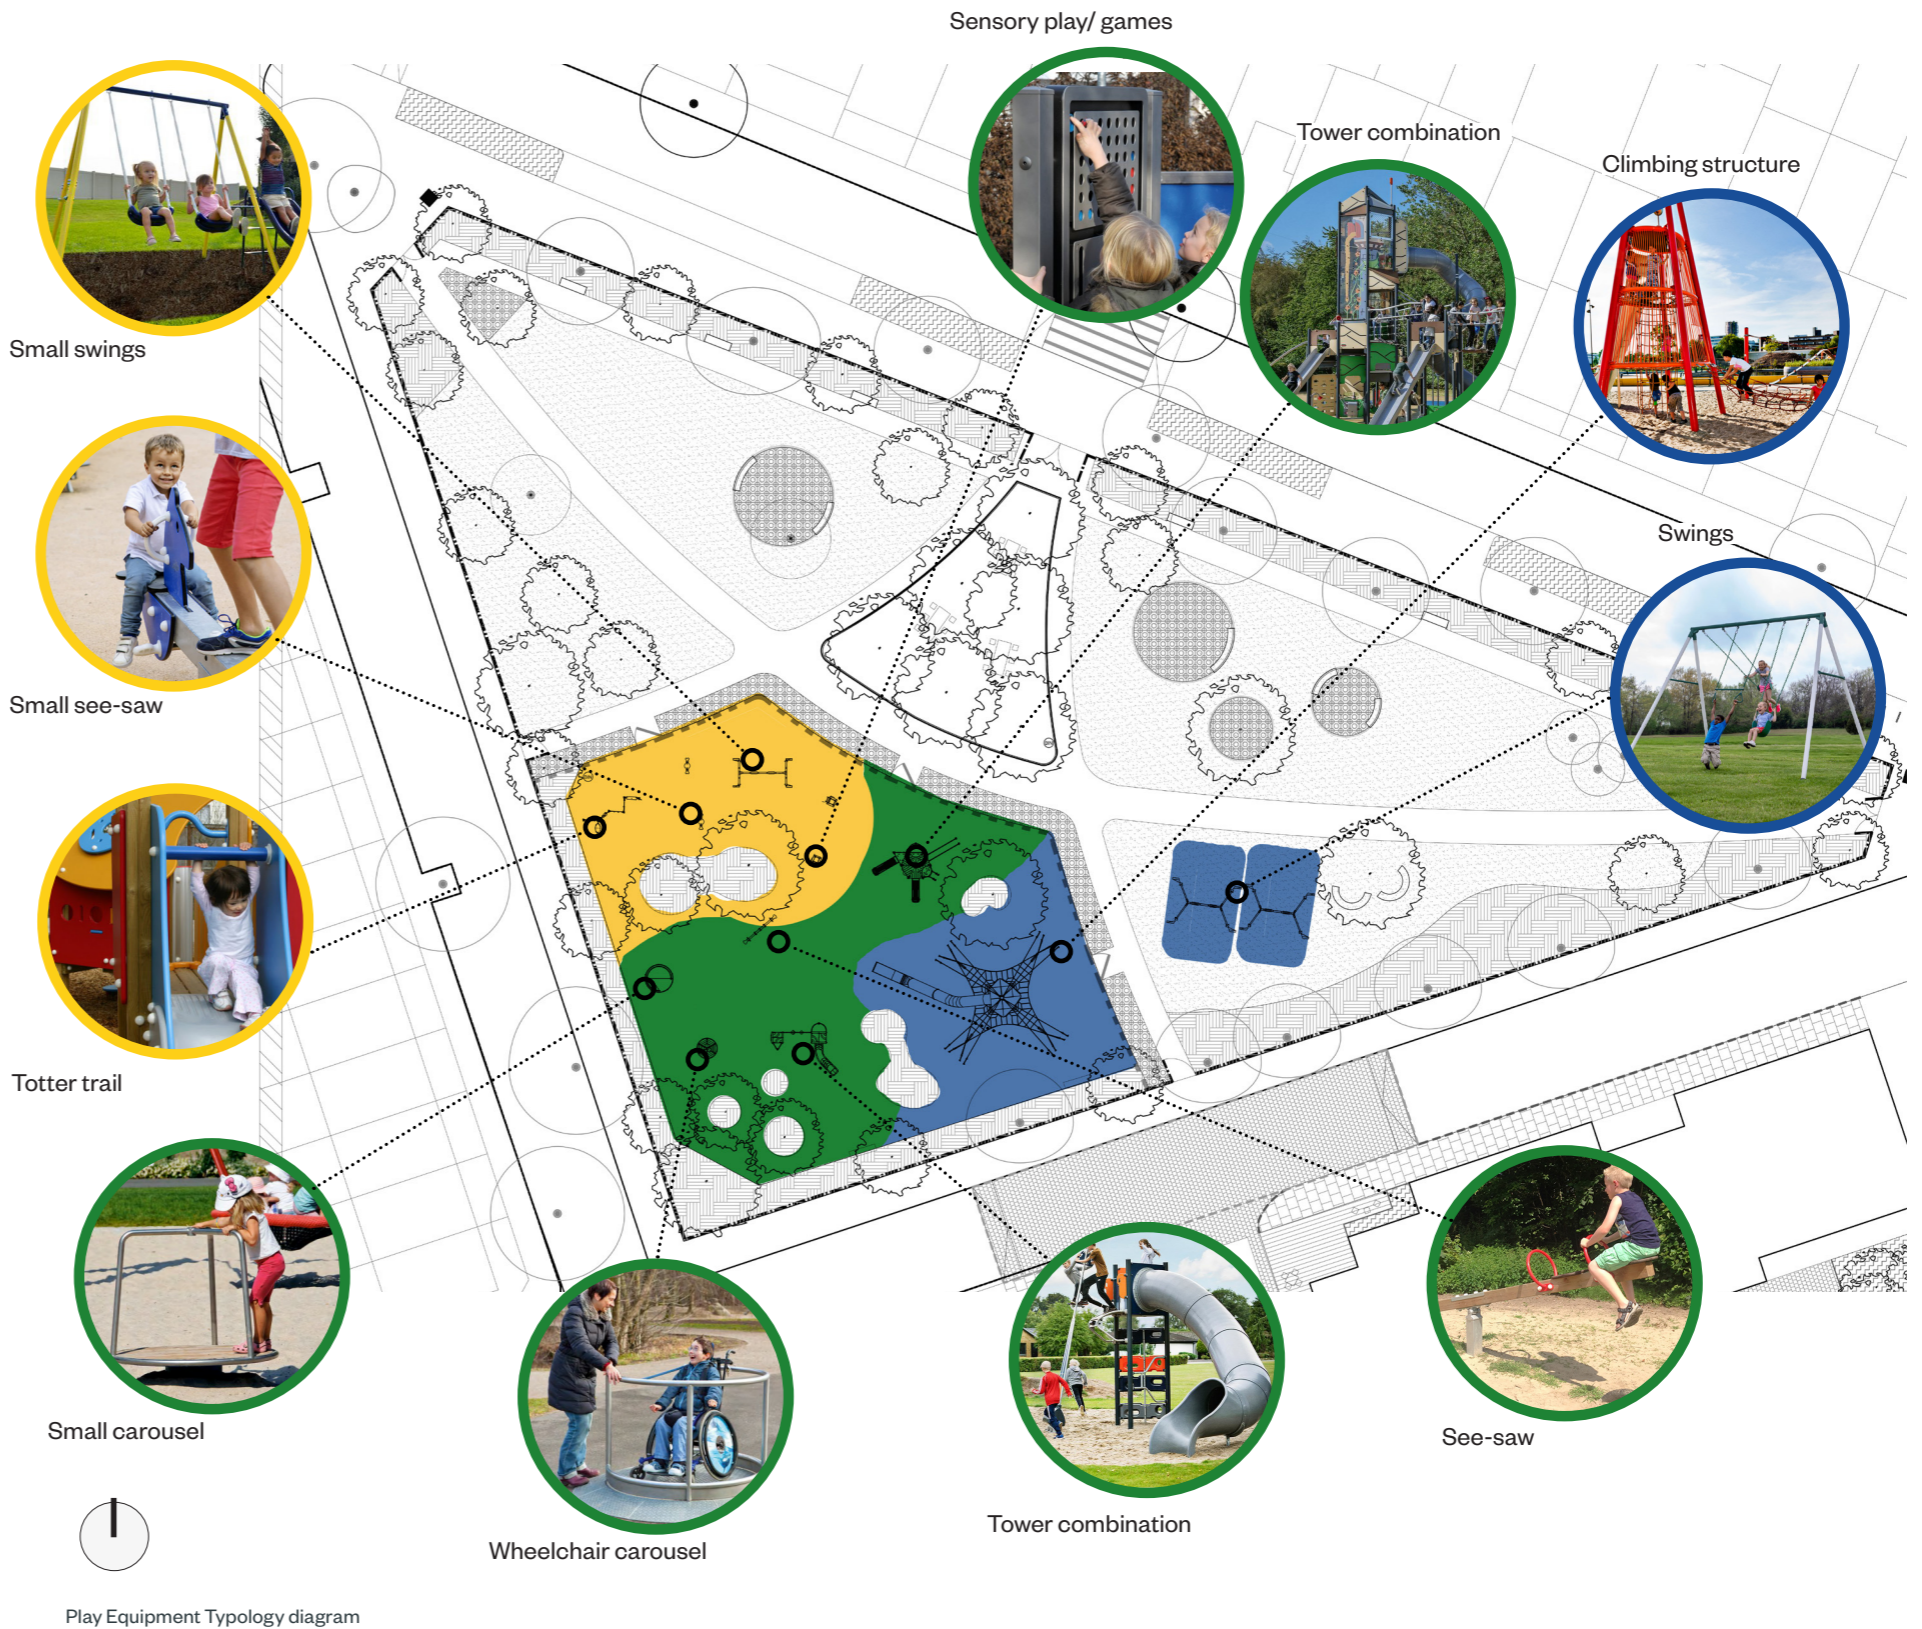 Sensory play/ games
Tower combination
Climbing structure
Small swings
Swings
Small see-saw
Totter trail
Small carousel
See-saw
Tower combination
Wheelchair carousel
Play Equipment Typology diagram